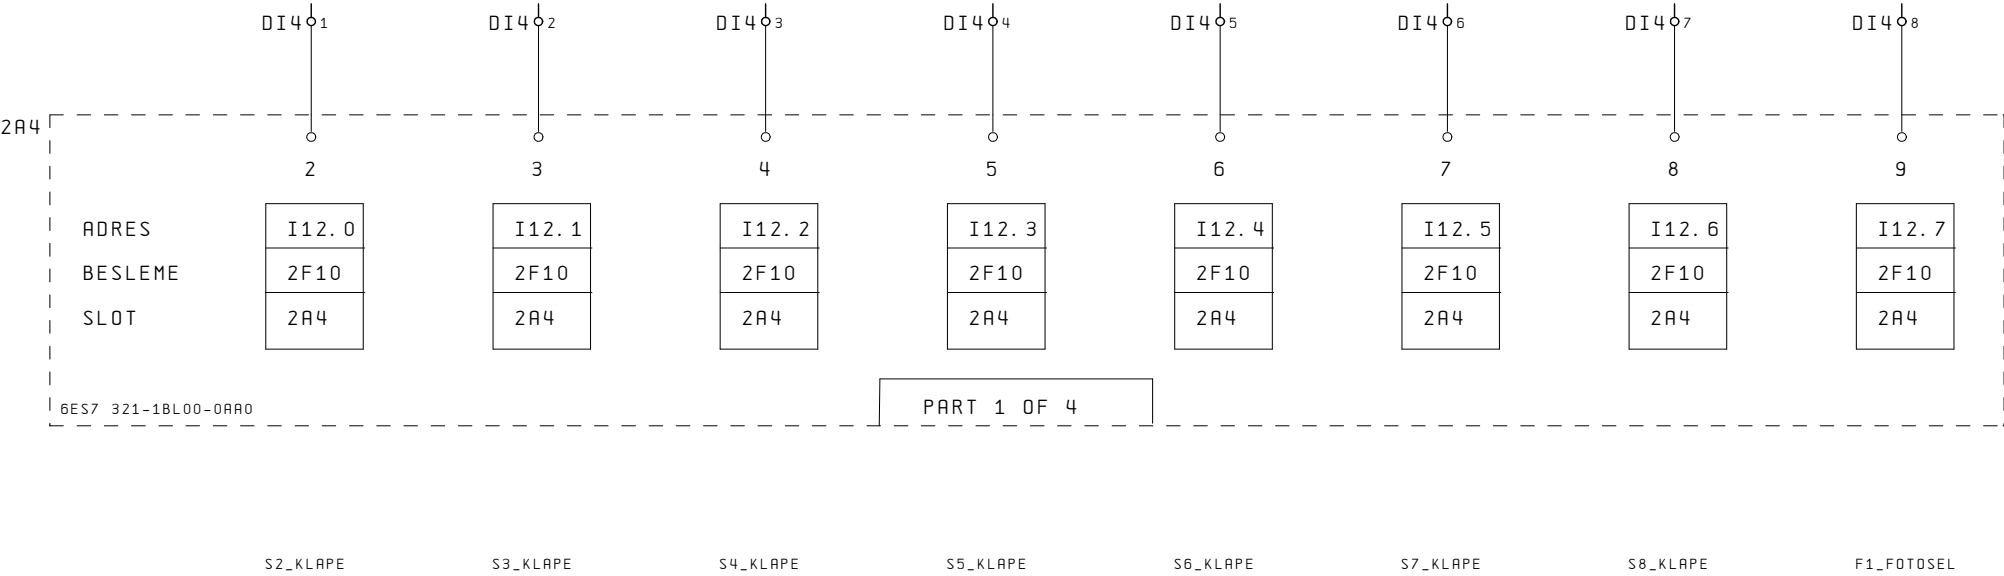 DI4 1 DI4 2 DI4 3 DI4 4 DI4 5 DI4 6 DI4 7 DI4 8
2A4
2 3 4 5 6 7 8 9
ADRES I12.0 I12.1 I12.2 I12.3 I12.4 I12.5 I12.6 I12.7
BESLEME 2F10 2F10 2F10 2F10 2F10 2F10 2F10 2F10
SLOT 2A4 2A4 2A4 2A4 2A4 2A4 2A4 2A4
6ES7 321-1BL00-0AA0 PART 1 OF 4
S2_KLAPE S3_KLAPE S4_KLAPE S5_KLAPE S6_KLAPE S7_KLAPE S8_KLAPE F1_FOTOSEL